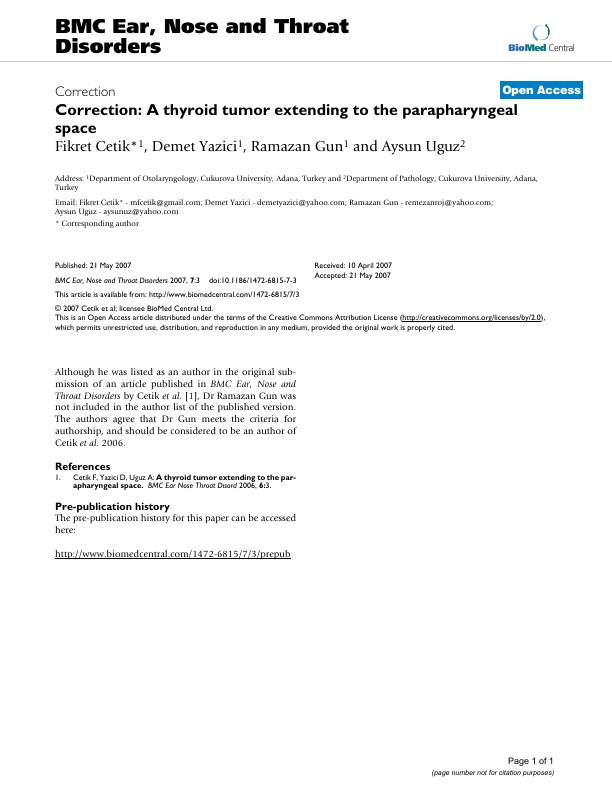 BMC Ear, Nose and Throat
Disorders
BioMed Central
Correction
Open Access
Correction: A thyroid tumor extending to the parapharyngeal
space
Fikret Cetik*1, Demet Yazici1, Ramazan Gun1 and Aysun Uguz2
Address: 1Department of Otolaryngology, Cukurova University, Adana, Turkey and 2Department of Pathology, Cukurova University, Adana,
Turkey
Email: Fikret Cetik* - mfcetik@gmail.com; Demet Yazici - demetyazici@yahoo.com; Ramazan Gun - remezanroj@yahoo.com;
Aysun Uguz - aysunuz@yahoo.com
* Corresponding author
Published: 21 May 2007
BMC Ear, Nose and Throat Disorders 2007, 7:3 doi:10.1186/1472-6815-7-3
This article is available from: http://www.biomedcentral.com/1472-6815/7/3
Received: 10 April 2007
Accepted: 21 May 2007
© 2007 Cetik et al; licensee BioMed Central Ltd.
This is an Open Access article distributed under the terms of the Creative Commons Attribution License (http://creativecommons.org/licenses/by/2.0),
which permits unrestricted use, distribution, and reproduction in any medium, provided the original work is properly cited.
Although he was listed as an author in the original sub-
mission of an article published in BMC Ear, Nose and
Throat Disorders by Cetik et al. [1], Dr Ramazan Gun was
not included in the author list of the published version.
The authors agree that Dr Gun meets the criteria for
authorship, and should be considered to be an author of
Cetik et al. 2006.
References
1. Cetik F, Yazici D, Uguz A: A thyroid tumor extending to the par-
apharyngeal space. BMC Ear Nose Throat Disord 2006, 6:3.
Pre-publication history
The pre-publication history for this paper can be accessed
here:
http://www.biomedcentral.com/1472-6815/7/3/prepub
Page 1 of 1
(page number not for citation purposes)